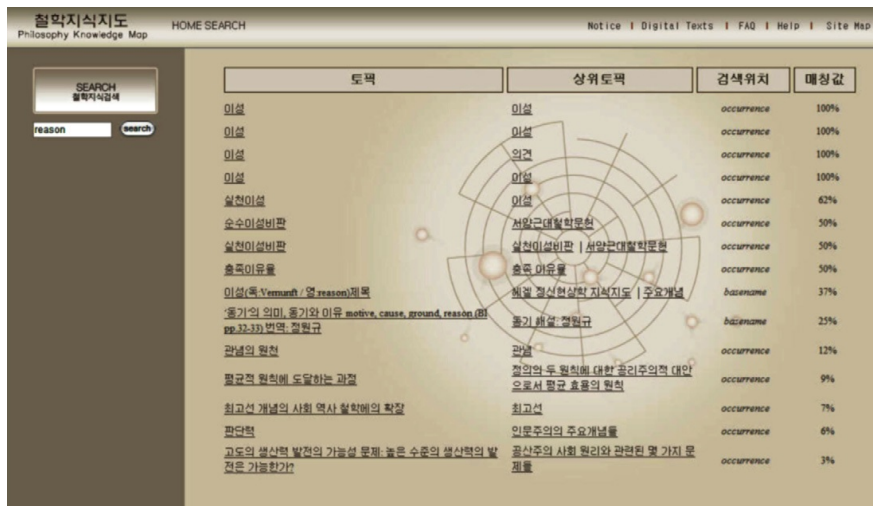 철학지식지도
Philosophy Knowledge Map
HOME SEARCH
Notice | Digital Texts | FAQ | Help | Site Map
SEARCH
철학지식검색
reason search
토픽 상위토픽 검색위치 매칭값
이성 이성 occurrence 100%
이성 이성 occurrence 100%
이성 의견 occurrence 100%
이성 이성 occurrence 100%
실천이성 이성 occurrence 62%
순수이성비판 서양근대철학문헌 occurrence 50%
실천이성비판 실천이성비판 | 서양근대철학문헌 occurrence 50%
충족이유율 충족 이유율 occurrence 50%
이성(독:Vernunft / 영:reason)제목 헤겔 정신현상학 지식지도 | 주요개념 basename 37%
'동기'의 의미, 동기와 이유 motive, cause, ground, reason (Bl
pp.32-33) 번역: 정원규 동기 해설: 정원규 basename 25%
관념의 원천 관념 occurrence 12%
평균적 원칙에 도달하는 과정 정의의 두 원칙에 대한 공리주의적 대안
으로서 평균 효용의 원칙 occurrence 9%
최고선 개념의 사회 역사 철학에의 확장 최고선 occurrence 7%
판단력 인문주의의 주요개념들 occurrence 6%
고도의 생산력 발전의 가능성 문제: 높은 수준의 생산력의 발 공산주의 사회 원리와 관련된 몇 가지 문
전은 가능한가? 제들 occurrence 3%